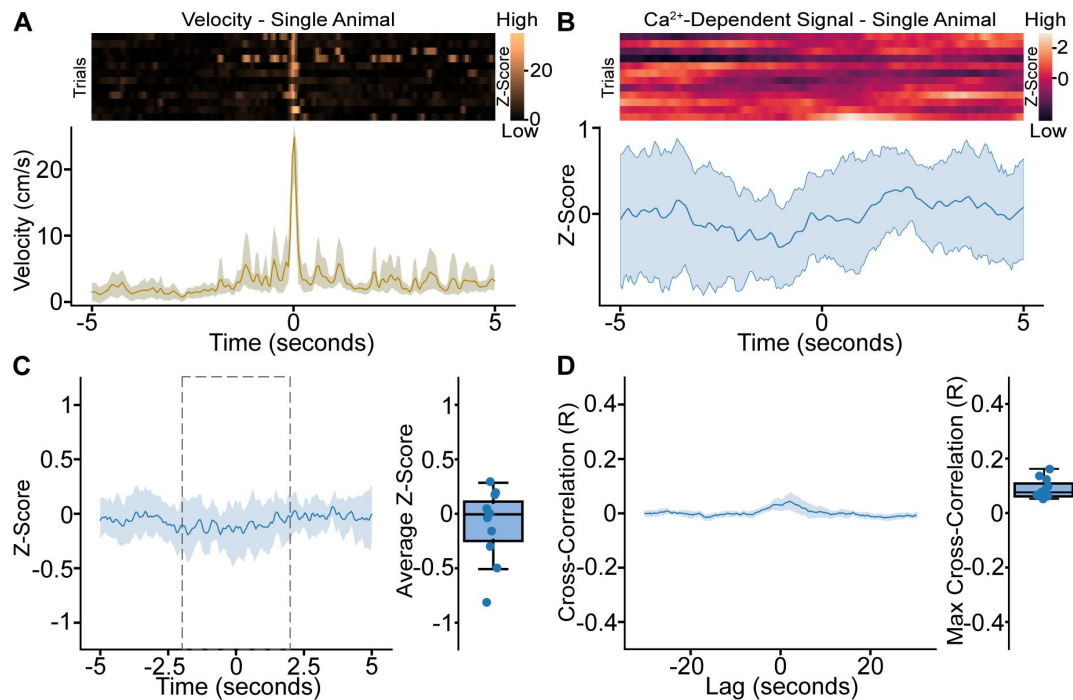 A
Velocity - Single Animal
High
Trials
Z-Score
20
0
Low
Velocity (cm/s)
20
10
0
-5
0
5
Time (seconds)
B
Ca²⁺-Dependent Signal - Single Animal
High
Trials
Z-Score
2
0
Low
Z-Score
1
0
-5
0
5
Time (seconds)
C
Z-Score
1
0.5
0
-0.5
-1
-5
-2.5
0
2.5
5
Time (seconds)
Average Z-Score
1
0.5
0
-0.5
-1
D
Cross-Correlation (R)
0.4
0.2
0
-0.2
-0.4
-20
0
20
Lag (seconds)
Max Cross-Correlation (R)
0.4
0.2
0
-0.2
-0.4